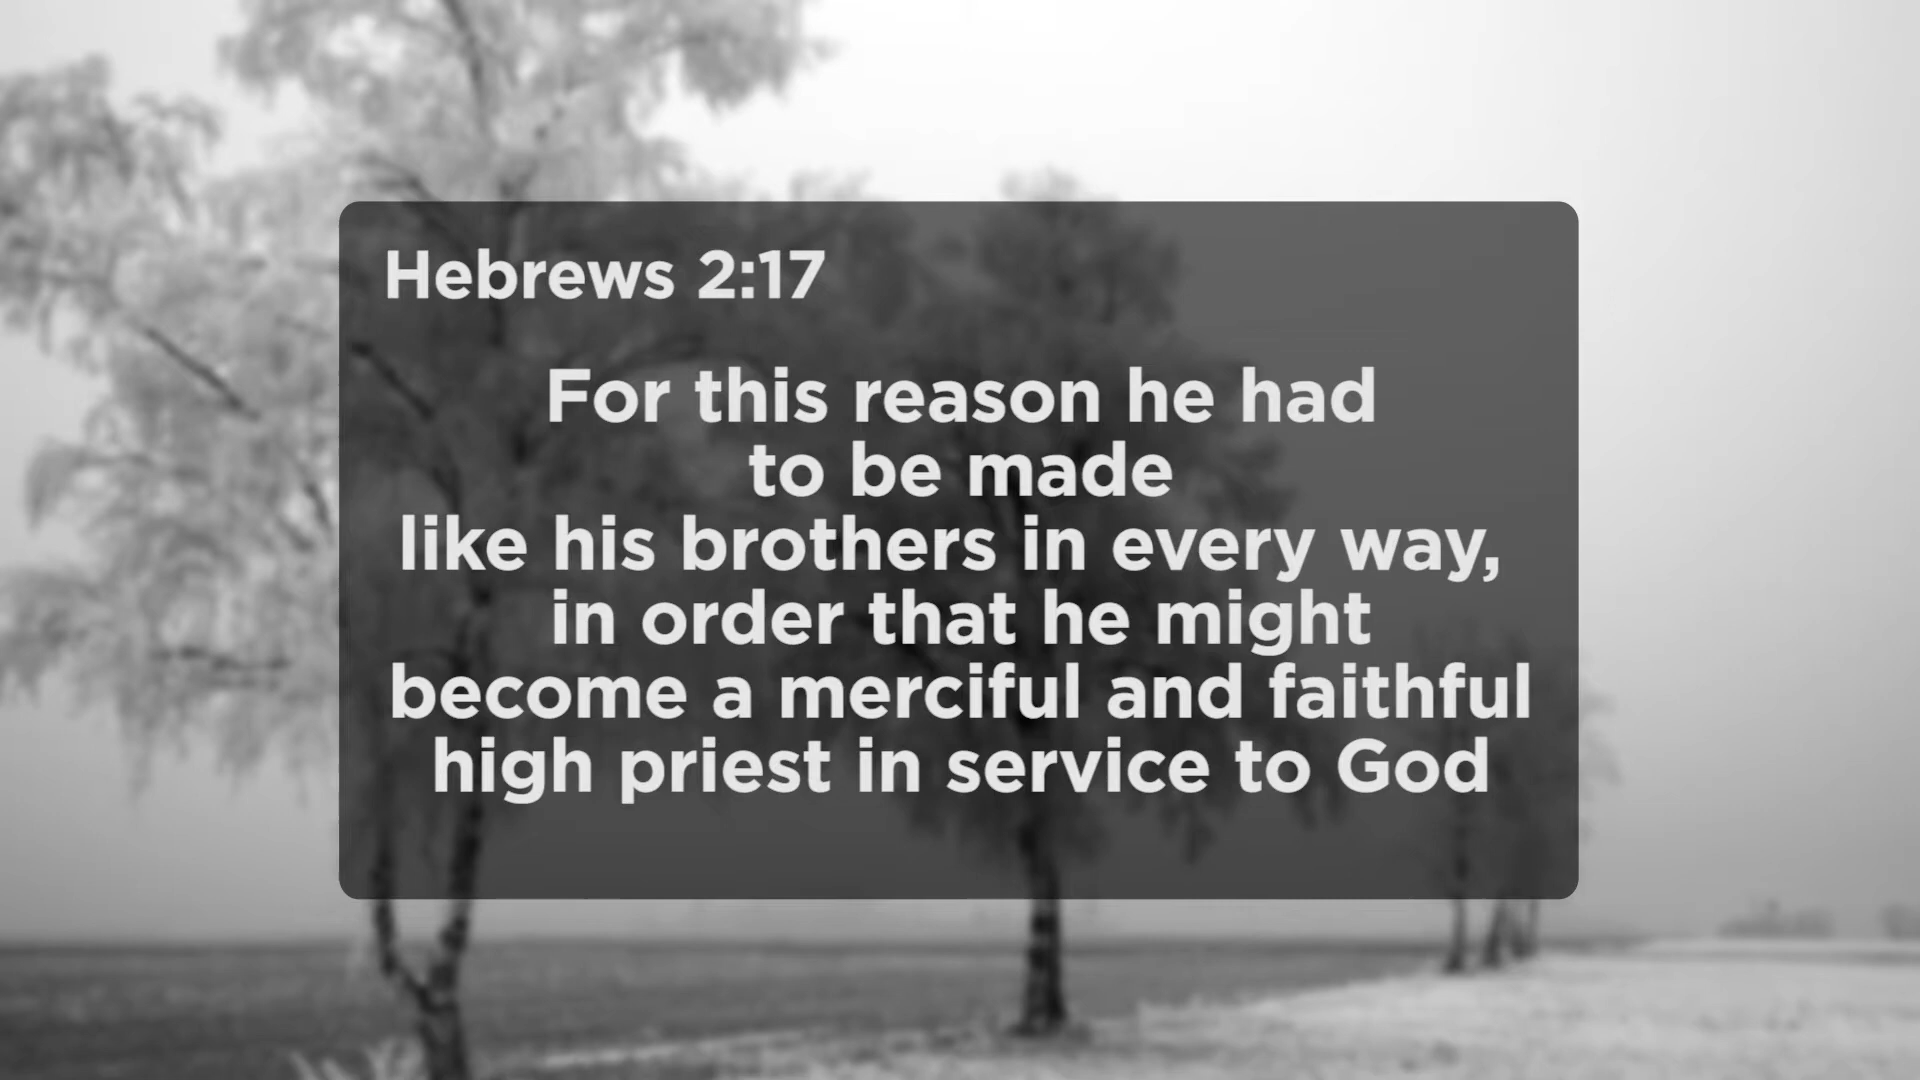 Hebrews 2:17
For this reason he had
to be made
like his brothers in every way,
in order that he might
become a merciful and faithful
high priest in service to God